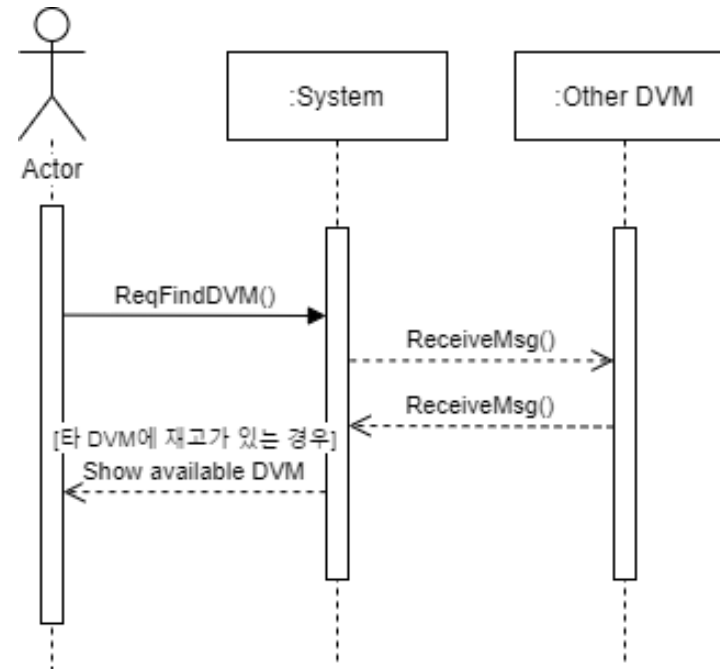 :System
:Other DVM
Actor
ReqFindDVM()
ReceiveMsg()
ReceiveMsg()
[타 DVM에 재고가 있는 경우]
Show available DVM